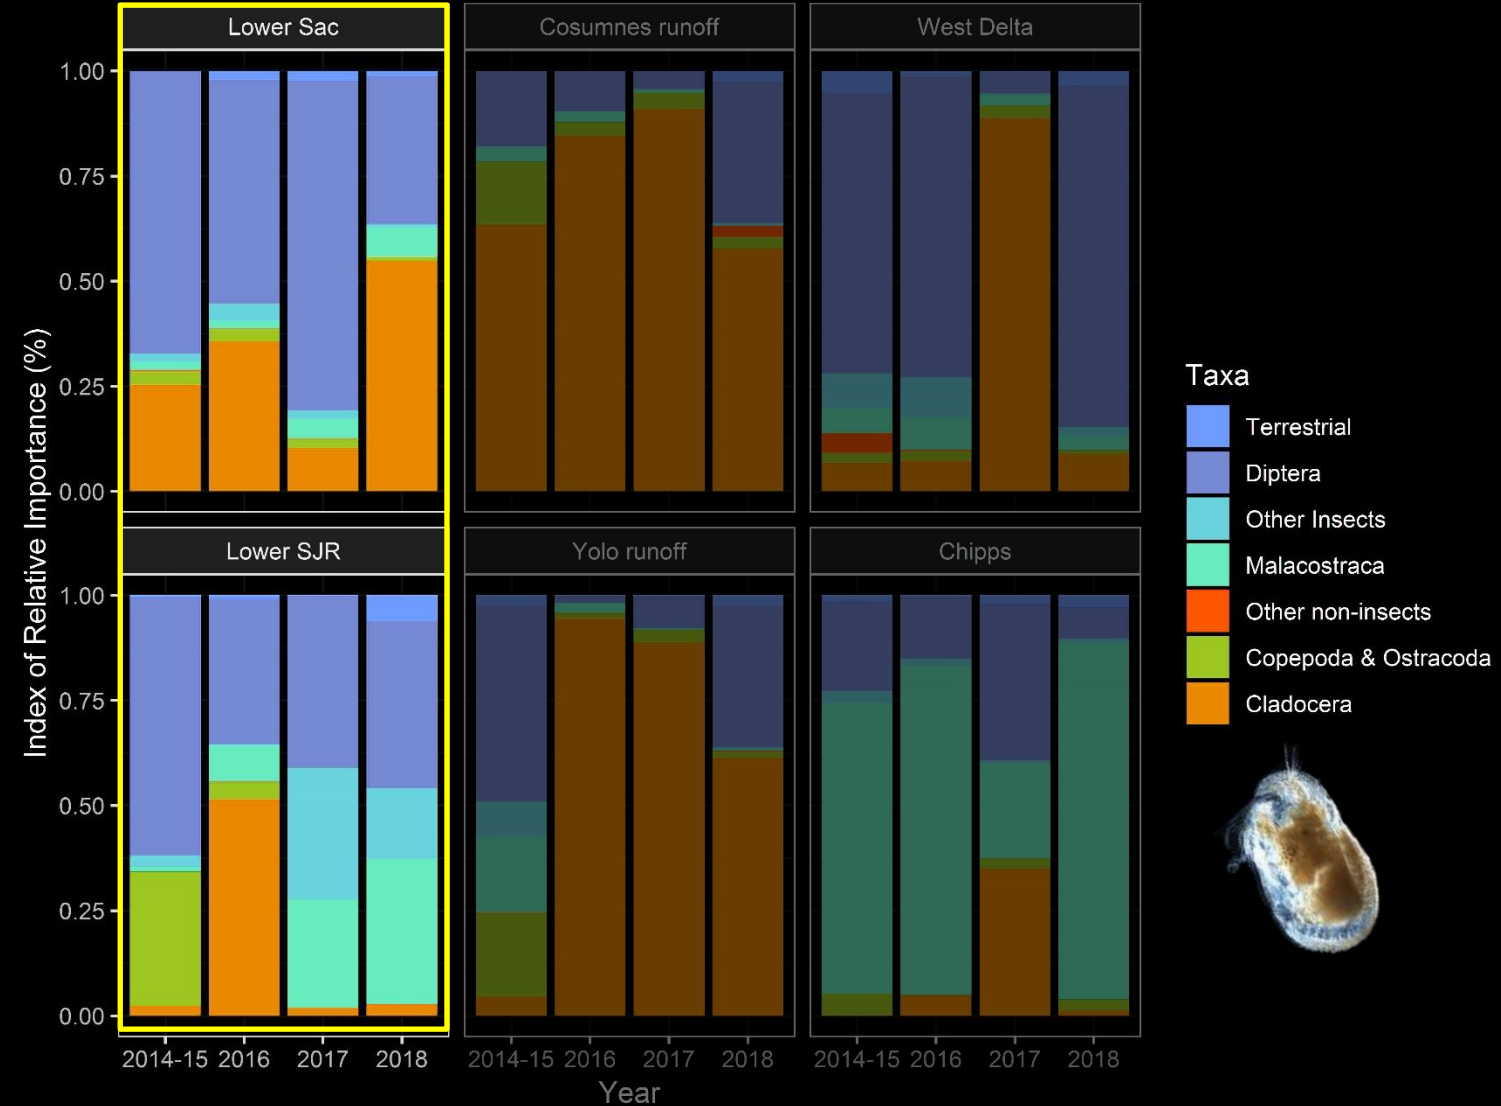 Lower Sac
Cosumnes runoff
West Delta
1.00
0.75
0.50
0.25
0.00
Lower SJR
Yolo runoff
Chipps
1.00
0.75
0.50
0.25
0.00
2014-15 2016 2017 2018
2014-15 2016 2017 2018
2014-15 2016 2017 2018
Year
Index of Relative Importance (%)
Taxa
Terrestrial
Diptera
Other Insects
Malacostraca
Other non-insects
Copepoda & Ostracoda
Cladocera